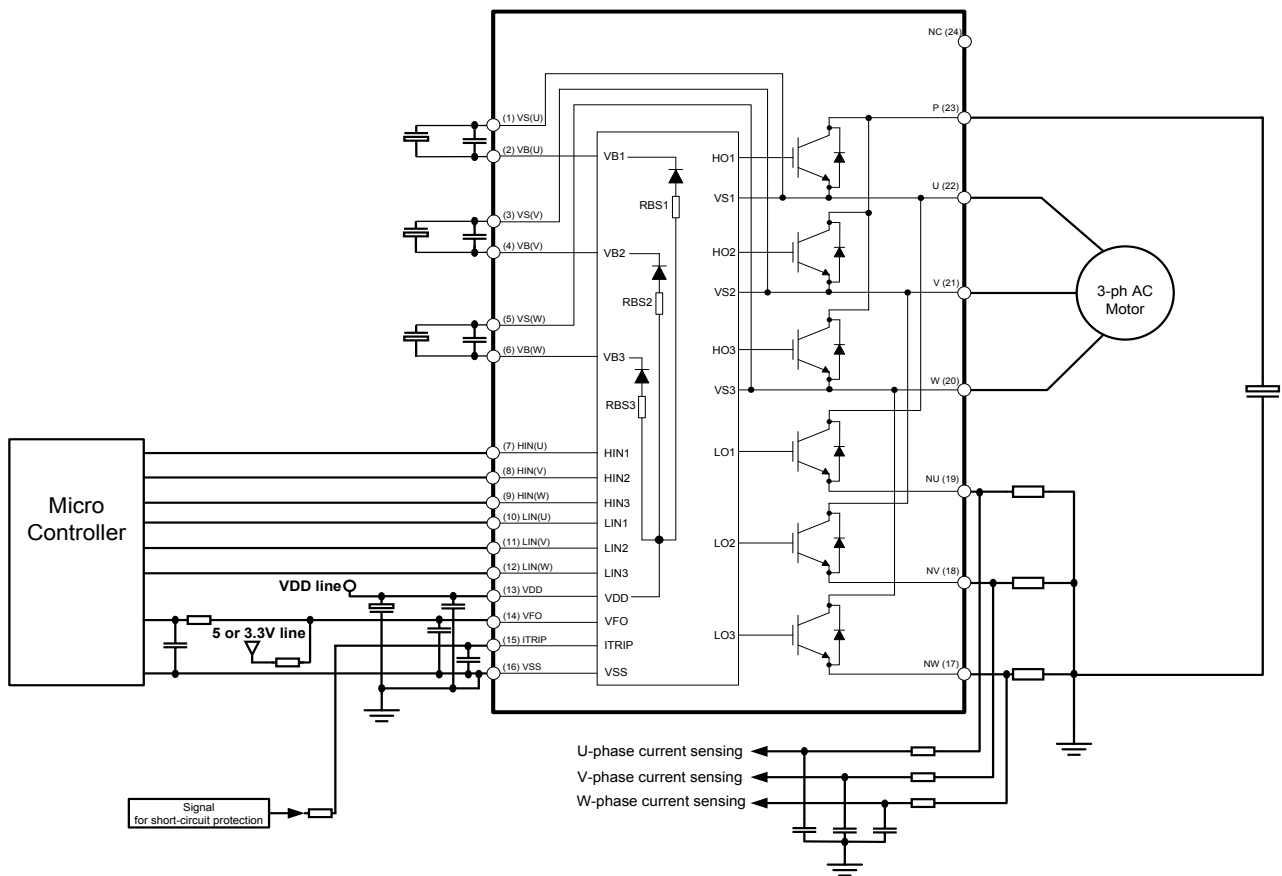 NC (24)
(1) VS(U)
(2) VB(U)
(3) VS(V)
(4) VB(V)
(5) VS(W)
(6) VB(W)
(7) HIN(U)
(8) HIN(V)
(9) HIN(W)
(10) LIN(U)
(11) LIN(V)
(12) LIN(W)
(13) VDD
(14) VFO
(15) ITRIP
(16) VSS
VB1
RBS1
VB2
RBS2
VB3
RBS3
HIN1
HIN2
HIN3
LIN1
LIN2
LIN3
VDD
VFO
ITRIP
VSS
HO1
VS1
HO2
VS2
HO3
VS3
LO1
LO2
LO3
P (23)
U (22)
V (21)
W (20)
NU (19)
NV (18)
NW (17)
3-ph AC
Motor
Micro
Controller
VDD line
5 or 3.3V line
U-phase current sensing
V-phase current sensing
W-phase current sensing
Signal
for short-circuit protection